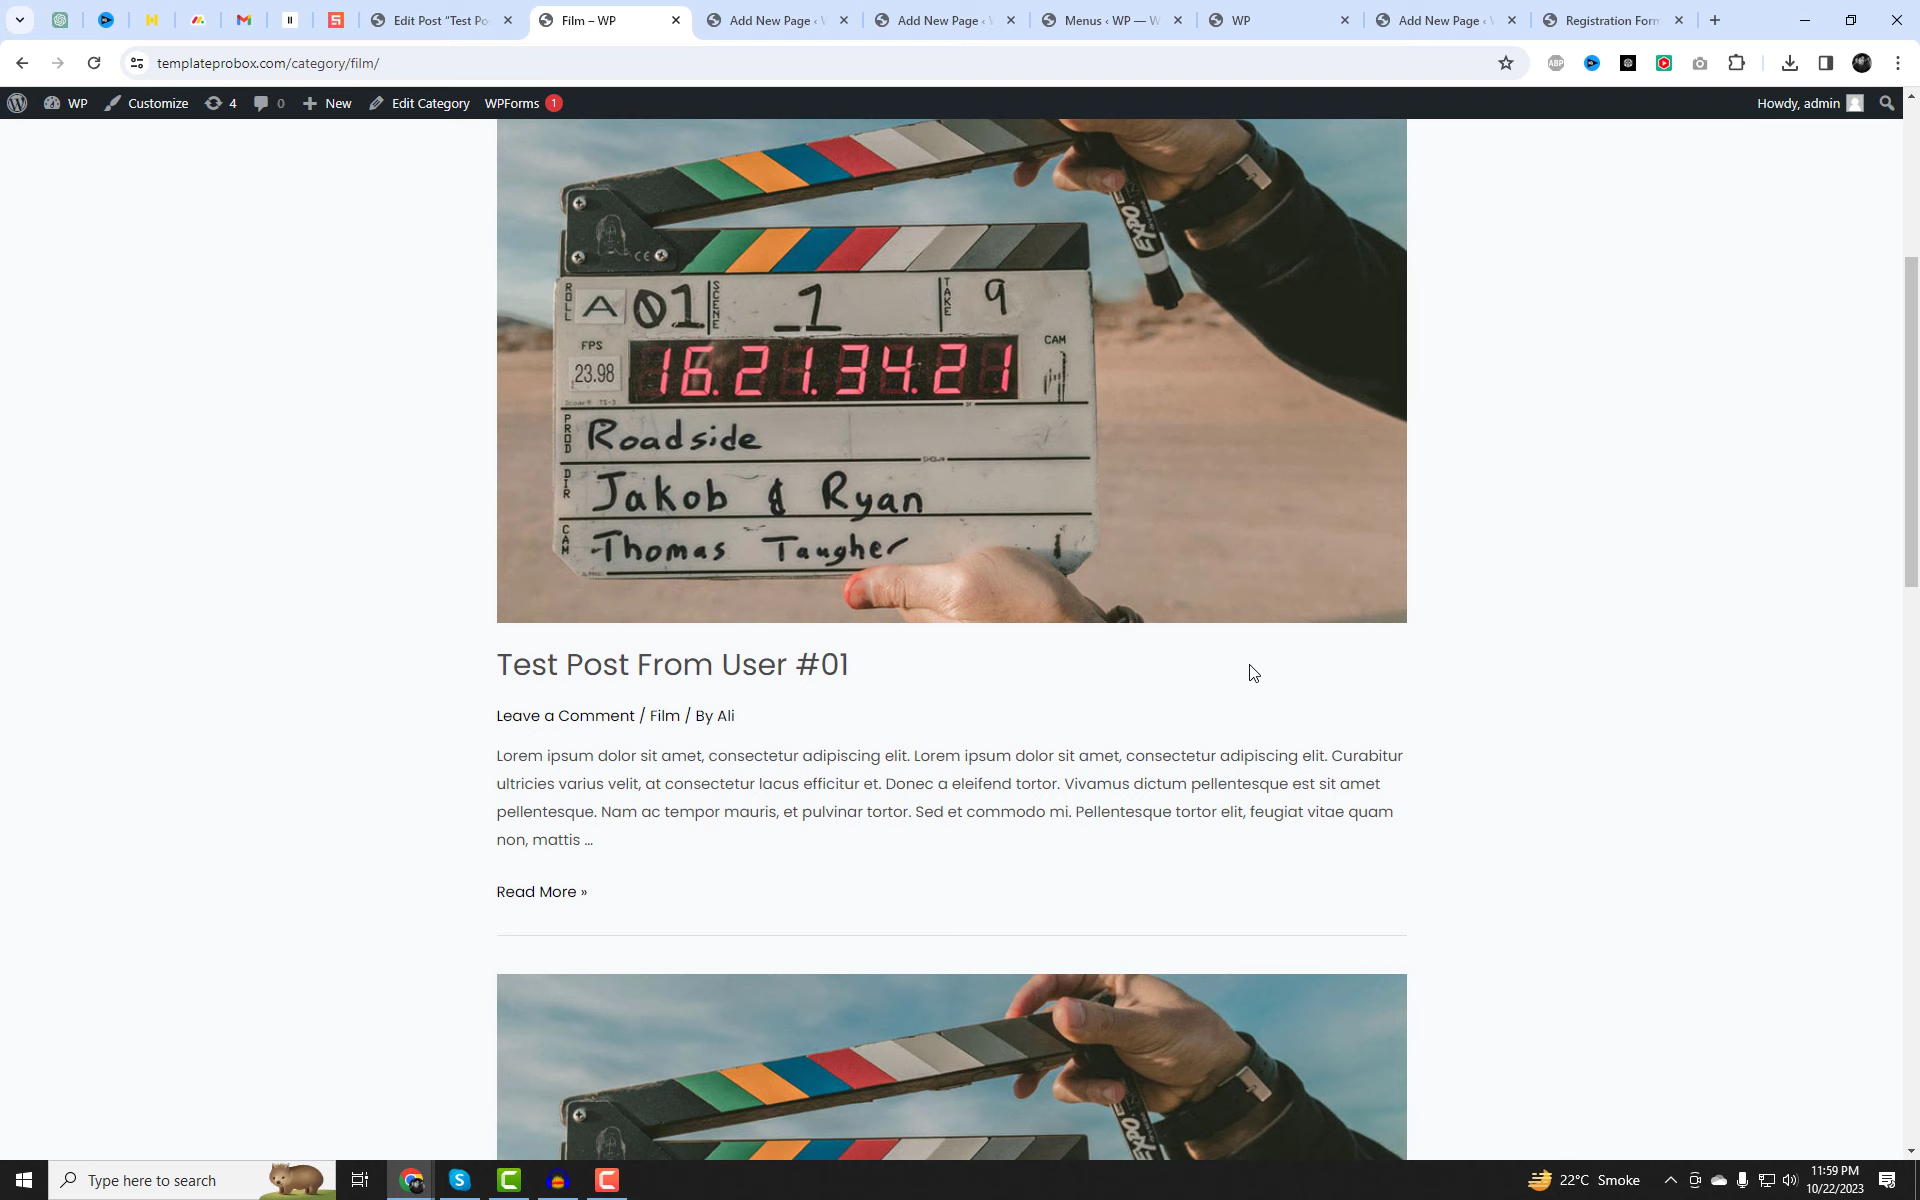 Edit Post “Test Po
Film – WP
Add New Page ‹
Add New Page ‹
Menus ‹ WP — W
WP
Add New Page ‹
Registration Form
templateprobox.com/category/film/
ABP
WP
Customize
4
0
New
Edit Category
WPForms 1
Howdy, admin
EXPO
ROLL A 01 SCENE 1 TAKE 9
FPS
CAM
23.98
16.21.34.21
PROD Roadside
DIR Jakob & Ryan
CAM Thomas Taugher
Test Post From User #01
Leave a Comment / Film / By Ali
Lorem ipsum dolor sit amet, consectetur adipiscing elit. Lorem ipsum dolor sit amet, consectetur adipiscing elit. Curabitur
ultricies varius velit, at consectetur lacus efficitur et. Donec a eleifend tortor. Vivamus dictum pellentesque est sit amet
pellentesque. Nam ac tempor mauris, et pulvinar tortor. Sed et commodo mi. Pellentesque tortor elit, feugiat vitae quam
non, mattis …
Read More »
EXPO
Type here to search
22°C Smoke
11:59 PM
10/22/2023